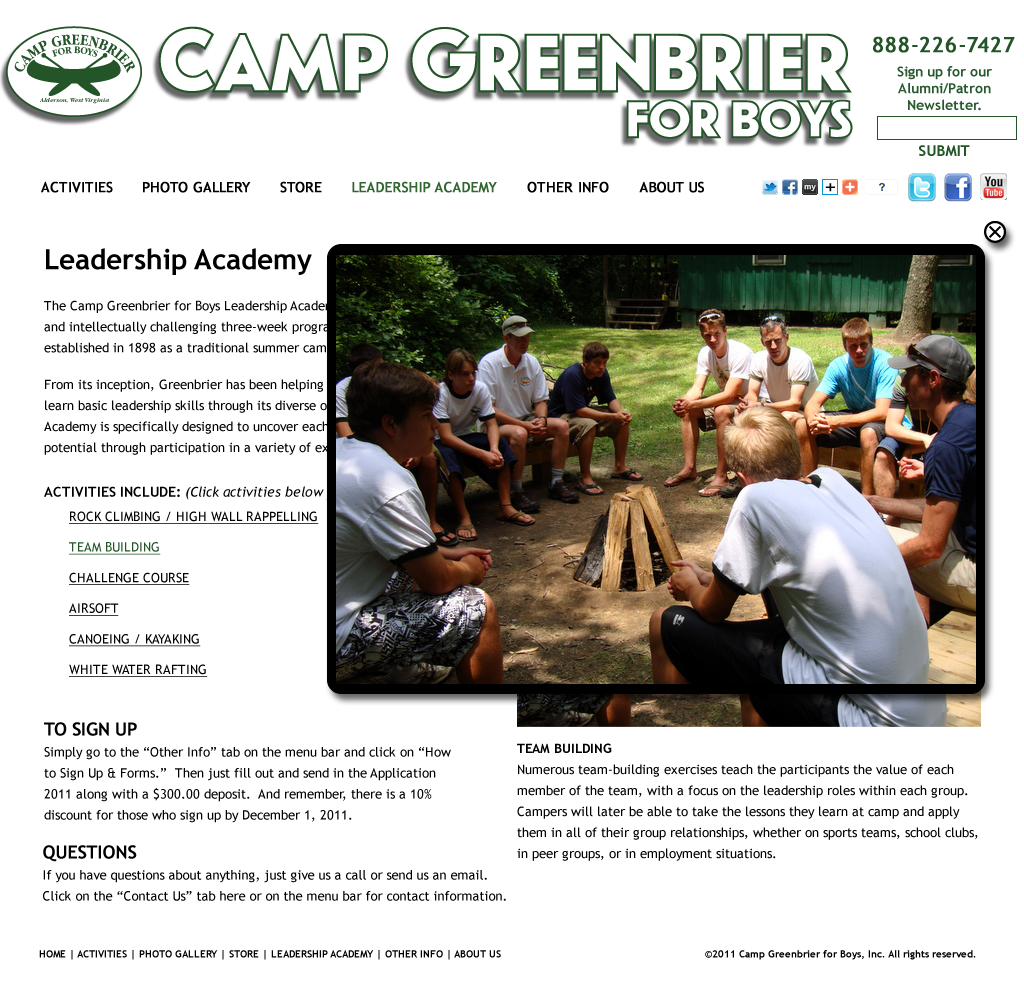 CAMP GREENBRIER
FOR BOYS
Alderson, West Virginia
CAMP GREENBRIER
FOR BOYS
888-226-7427
Sign up for our
Alumni/Patron
Newsletter.
SUBMIT
ACTIVITIES PHOTO GALLERY STORE LEADERSHIP ACADEMY OTHER INFO ABOUT US
my ? You Tube
Leadership Academy
The Camp Greenbrier for Boys Leadership
and intellectually challenging three-week
established in 1898 as a traditional summer
From its inception, Greenbrier has been helping
learn basic leadership skills through its diverse
Academy is specifically designed to uncover each
potential through participation in a variety of
ACTIVITIES INCLUDE: (Click activities below
ROCK CLIMBING / HIGH WALL RAPPELLING
TEAM BUILDING
CHALLENGE COURSE
AIRSOFT
CANOEING / KAYAKING
WHITE WATER RAFTING
TO SIGN UP
Simply go to the “Other Info” tab on the menu bar and click on “How
to Sign Up & Forms.” Then just fill out and send in the Application
2011 along with a $300.00 deposit. And remember, there is a 10%
discount for those who sign up by December 1, 2011.
QUESTIONS
If you have questions about anything, just give us a call or send us an email.
Click on the “Contact Us” tab here or on the menu bar for contact information.
TEAM BUILDING
Numerous team-building exercises teach the participants the value of each
member of the team, with a focus on the leadership roles within each group.
Campers will later be able to take the lessons they learn at camp and apply
them in all of their group relationships, whether on sports teams, school clubs,
in peer groups, or in employment situations.
HOME | ACTIVITIES | PHOTO GALLERY | STORE | LEADERSHIP ACADEMY | OTHER INFO | ABOUT US
©2011 Camp Greenbrier for Boys, Inc. All rights reserved.